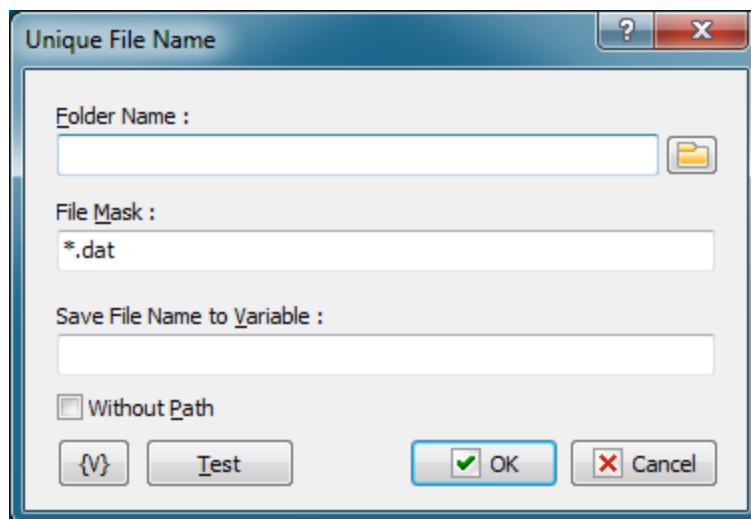 Unique File Name
?
Folder Name :
File Mask :
*.dat
Save File Name to Variable :
Without Path
{V} Test OK Cancel